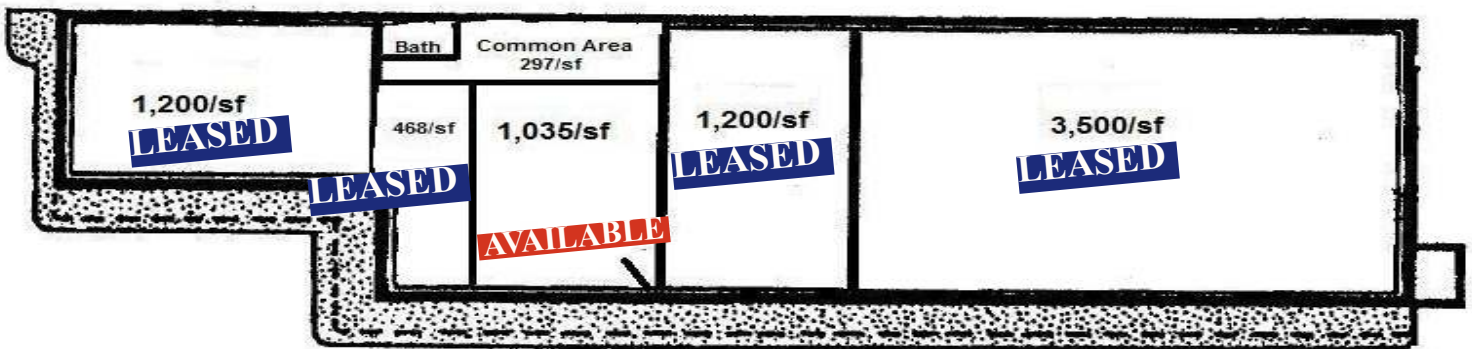 1,200/sf
LEASED
Bath
Common Area
297/sf
468/sf
LEASED
1,035/sf
AVAILABLE
1,200/sf
LEASED
3,500/sf
LEASED